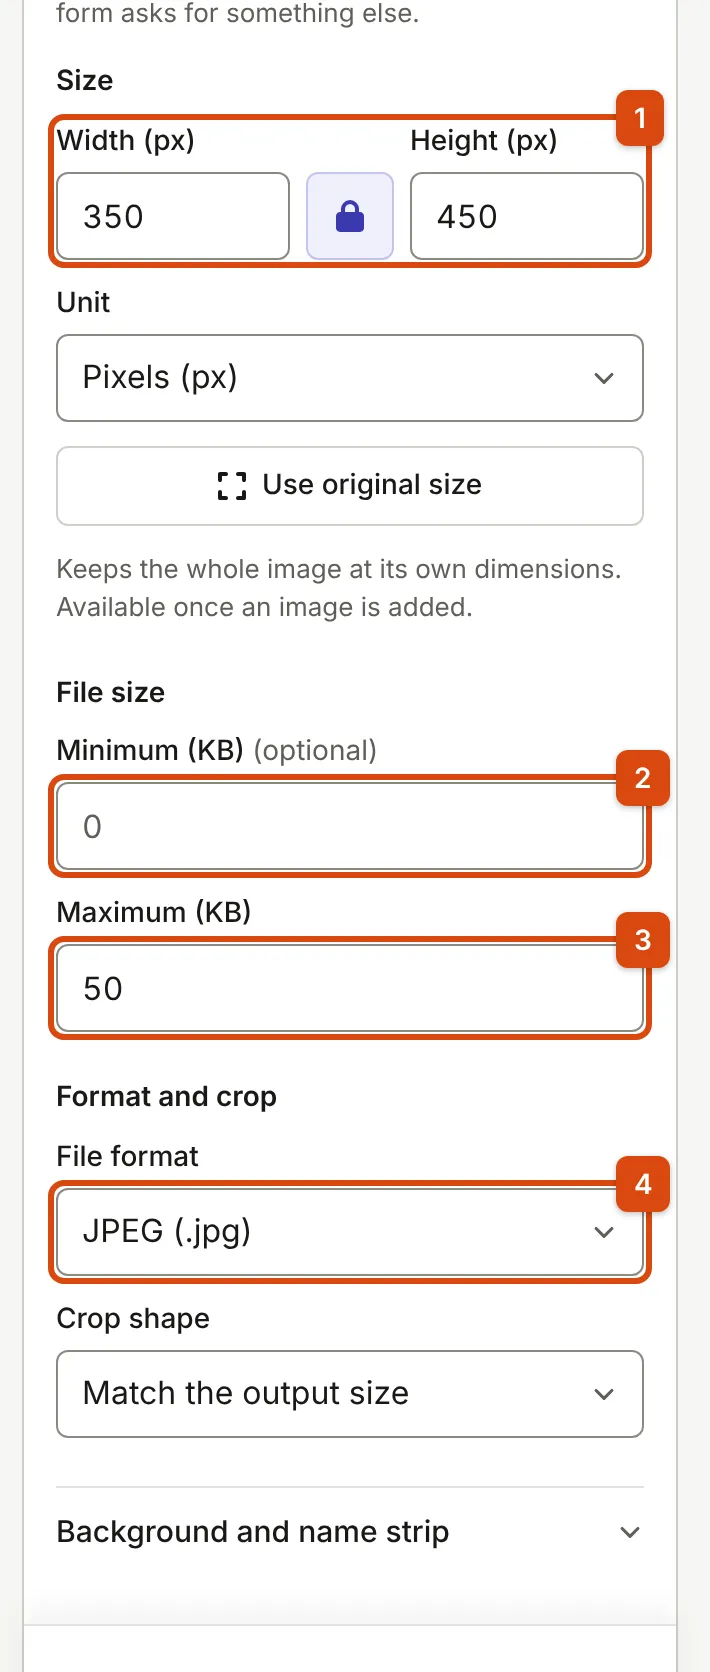 form asks for something else.
Size
1
Width (px) Height (px)
350 450
Unit
Pixels (px)
Use original size
Keeps the whole image at its own dimensions.
Available once an image is added.
File size
Minimum (KB) (optional)
2
0
Maximum (KB)
3
50
Format and crop
File format
4
JPEG (.jpg)
Crop shape
Match the output size
Background and name strip